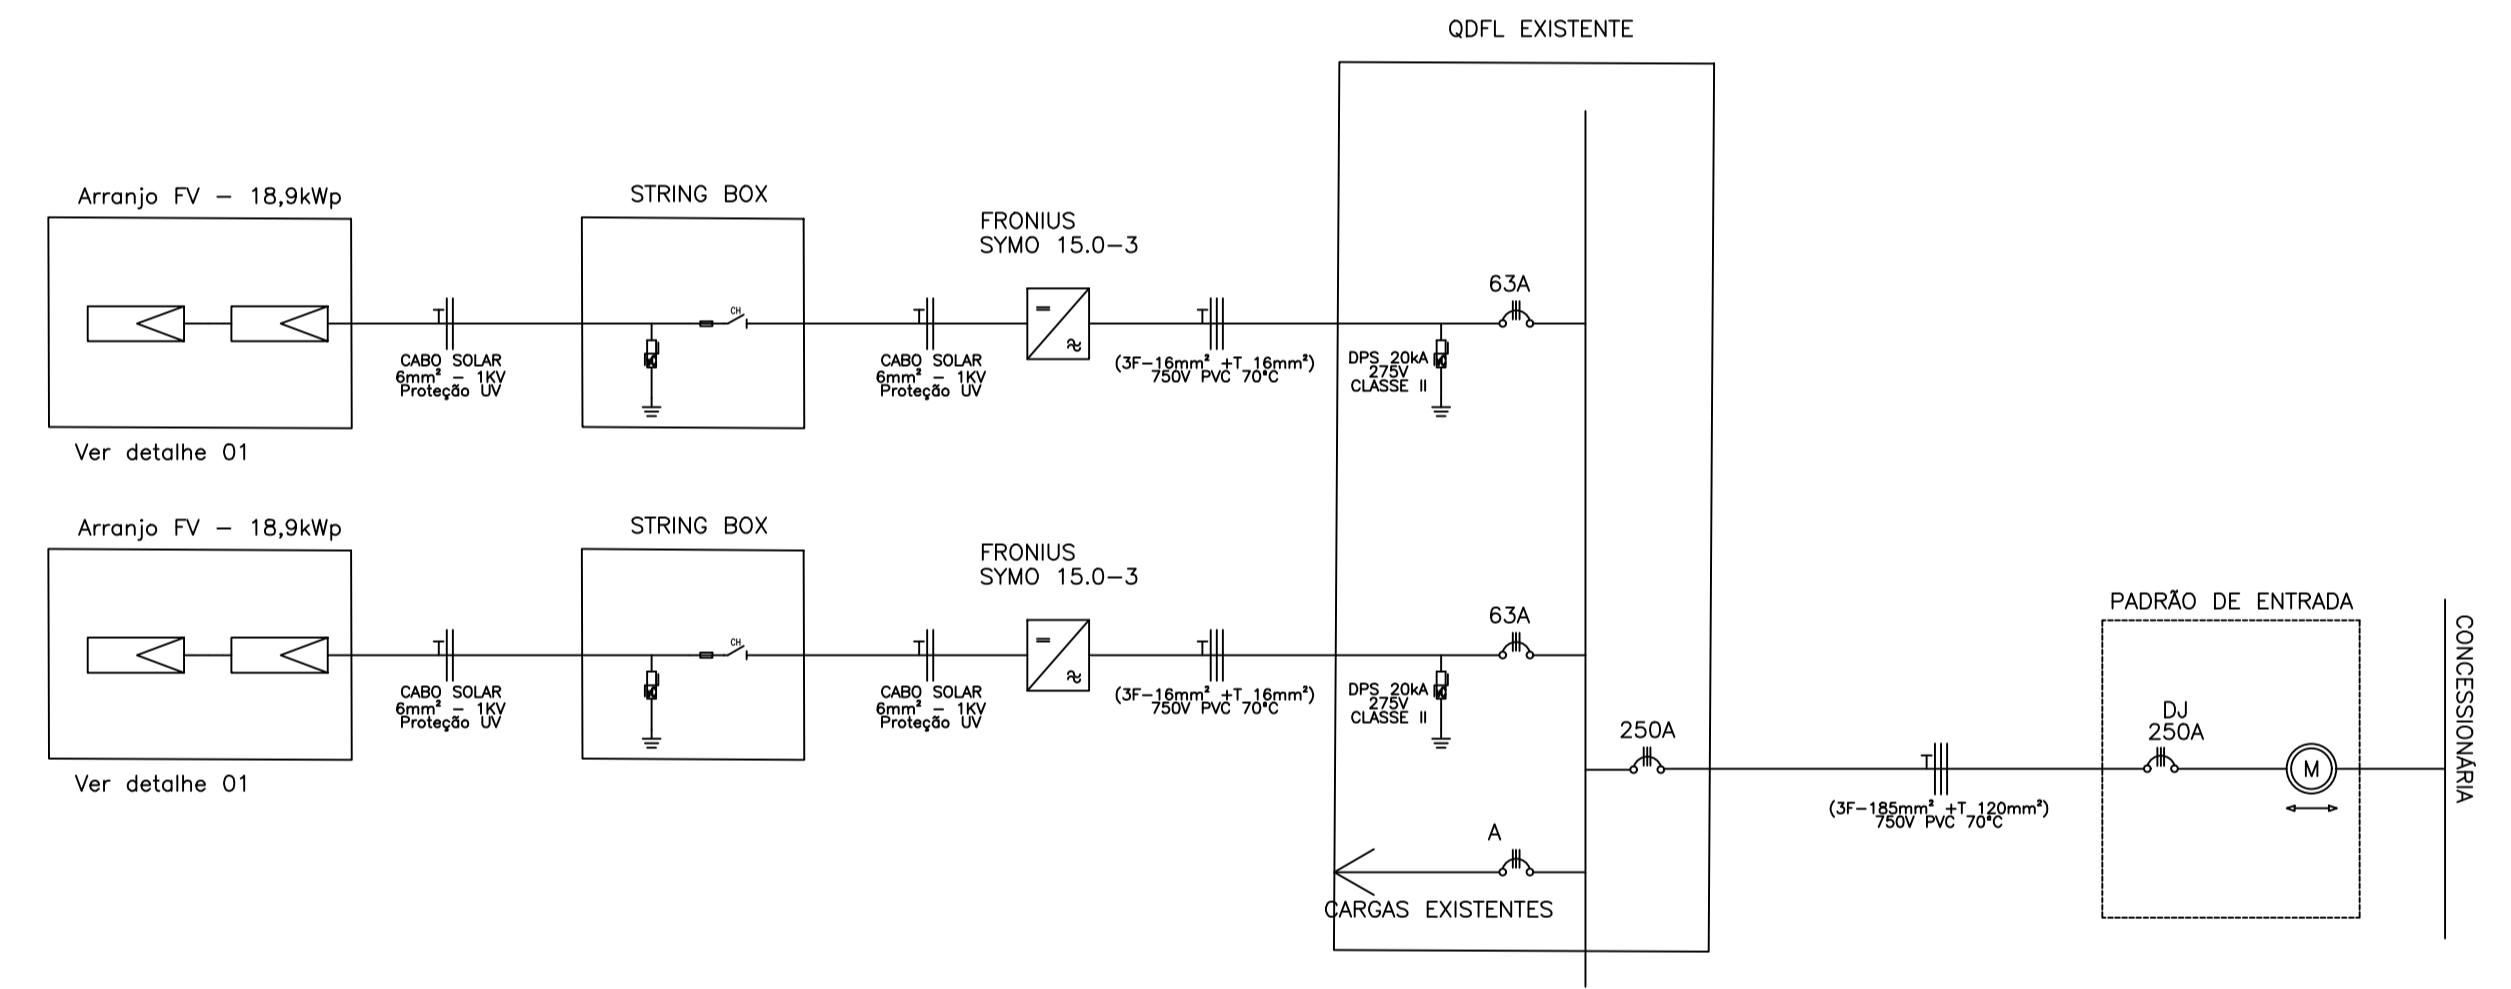 QDFL EXISTENTE
Arranjo FV - 18,9kWp
STRING BOX
FRONIUS
SYMO 15.0-3
63A
CH
T
T
T
CABO SOLAR
6mm² - 1KV
Proteção UV
CABO SOLAR
6mm² - 1KV
Proteção UV
(3F-16mm² +T 16mm²)
750V PVC 70°C
DPS 20kA
275V
CLASSE II
Ver detalhe 01
Arranjo FV - 18,9kWp
STRING BOX
FRONIUS
SYMO 15.0-3
63A
CH
T
T
T
CABO SOLAR
6mm² - 1KV
Proteção UV
CABO SOLAR
6mm² - 1KV
Proteção UV
(3F-16mm² +T 16mm²)
750V PVC 70°C
DPS 20kA
275V
CLASSE II
Ver detalhe 01
250A
T
(3F-185mm² +T 120mm²)
750V PVC 70°C
PADRÃO DE ENTRADA
DJ
250A
M
CONCESSIONÁRIA
A
CARGAS EXISTENTES